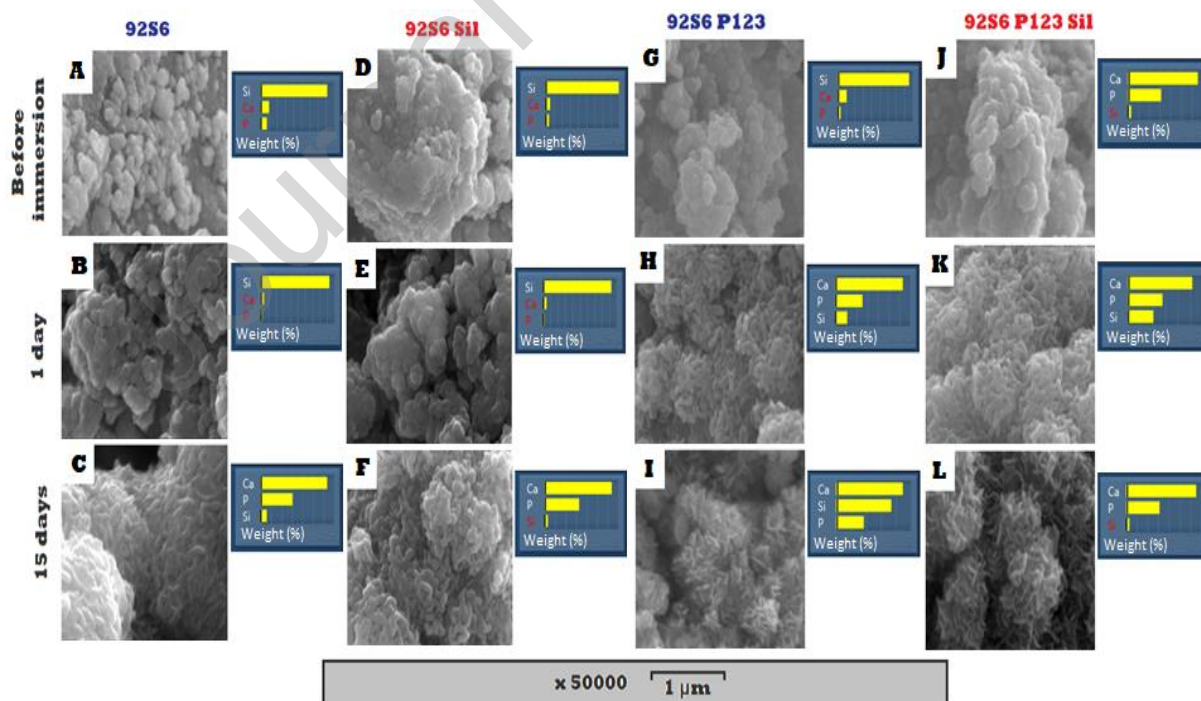 92S6
92S6 Sil
92S6 P123
92S6 P123 Sil
Before immersion
A
Si
Ca
P
Weight (%)
D
Si
Ca
P
Weight (%)
G
Si
Ca
P
Weight (%)
J
Ca
P
Si
Weight (%)
1 day
B
Si
Ca
P
Weight (%)
E
Si
Ca
P
Weight (%)
H
Ca
P
Si
Weight (%)
K
Ca
P
Si
Weight (%)
15 days
C
Ca
P
Si
Weight (%)
F
Ca
P
Si
Weight (%)
I
Ca
Si
P
Weight (%)
L
Ca
P
Si
Weight (%)
x 50000
1 μm